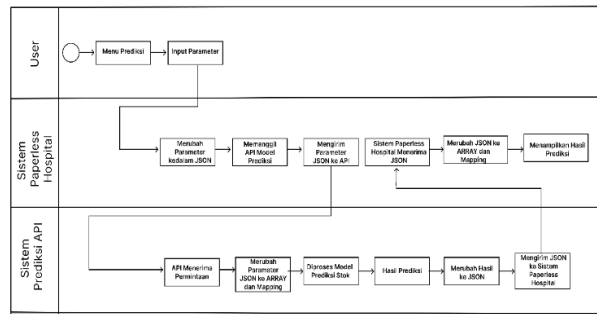 User
Menu Prediksi
Input Parameter
Sistem
Paperless
Hospital
Merubah
Parameter
kedalam JSON
Memanggil
API Model
Prediksi
Mengirim
Parameter
JSON ke API
Sistem Paperless
Hospital Menerima
JSON
Merubah JSON ke
ARRAY dan
Mapping
Menampilkan Hasil
Prediksi
Sistem
Prediksi API
API Menerima
Permintaan
Merubah
Parameter
JSON ke ARRAY
dan Mapping
Diproses Model
Prediksi Stok
Hasil Prediksi
Merubah Hasil
ke JSON
Mengirim JSON
ke Sistem
Paperless
Hospital